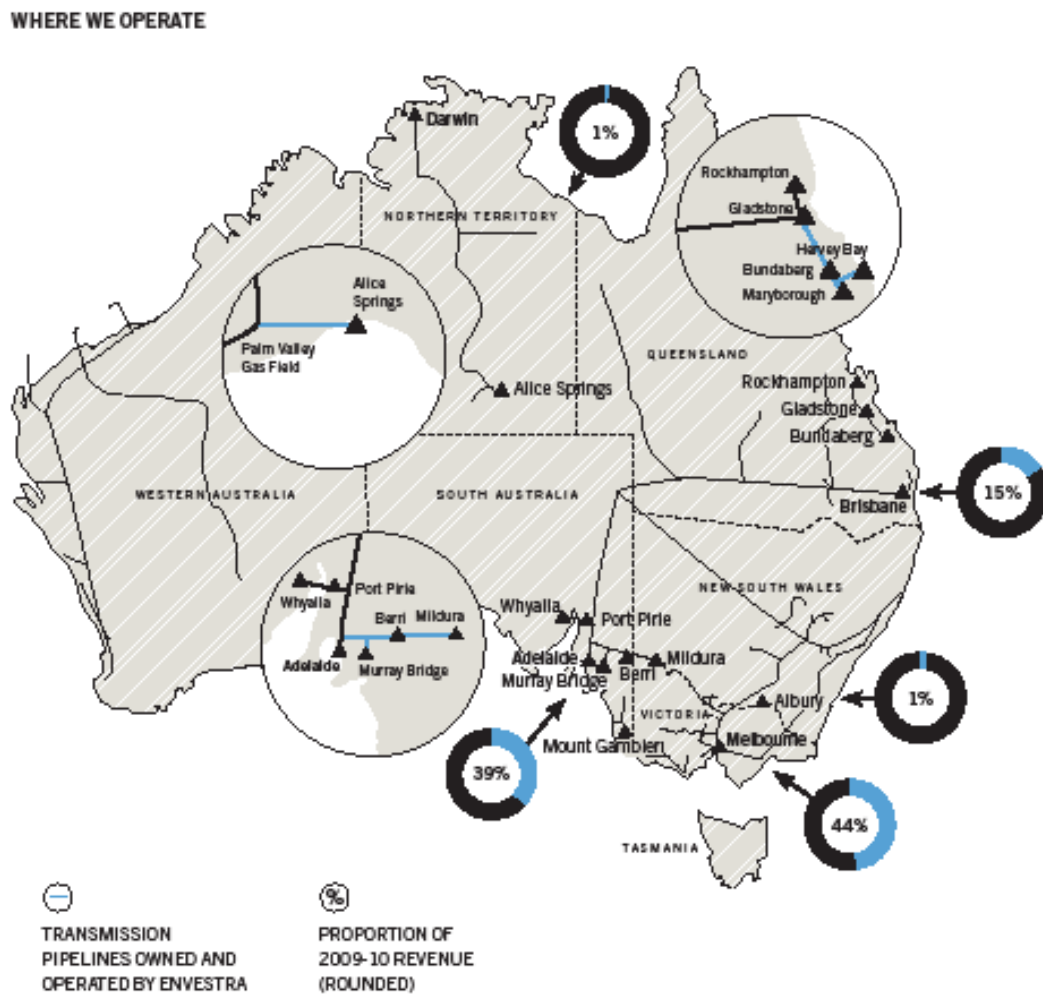 WHERE WE OPERATE
Darwin
1%
Rockhampton
Gladstone
Hervey Bay
Bundaberg
Maryborough
NORTHERN TERRITORY
Alice
Springs
Palm Valley
Gas Field
QUEENSLAND
Alice Springs
Rockhampton
Gladstone
Bundaberg
WESTERN AUSTRALIA
SOUTH AUSTRALIA
15%
Brisbane
NEW SOUTH WALES
Whyalla
Port Pirie
Berri
Mildura
Adelaide
Murray Bridge
Whyalla
Port Pirie
Adelaide
Mildura
Murray Bridge
Berri
Albury
1%
VICTORIA
Mount Gambier
Melbourne
39%
44%
TASMANIA
%
TRANSMISSION
PIPELINES OWNED AND
OPERATED BY ENVESTRA
PROPORTION OF
2009-10 REVENUE
(ROUNDED)